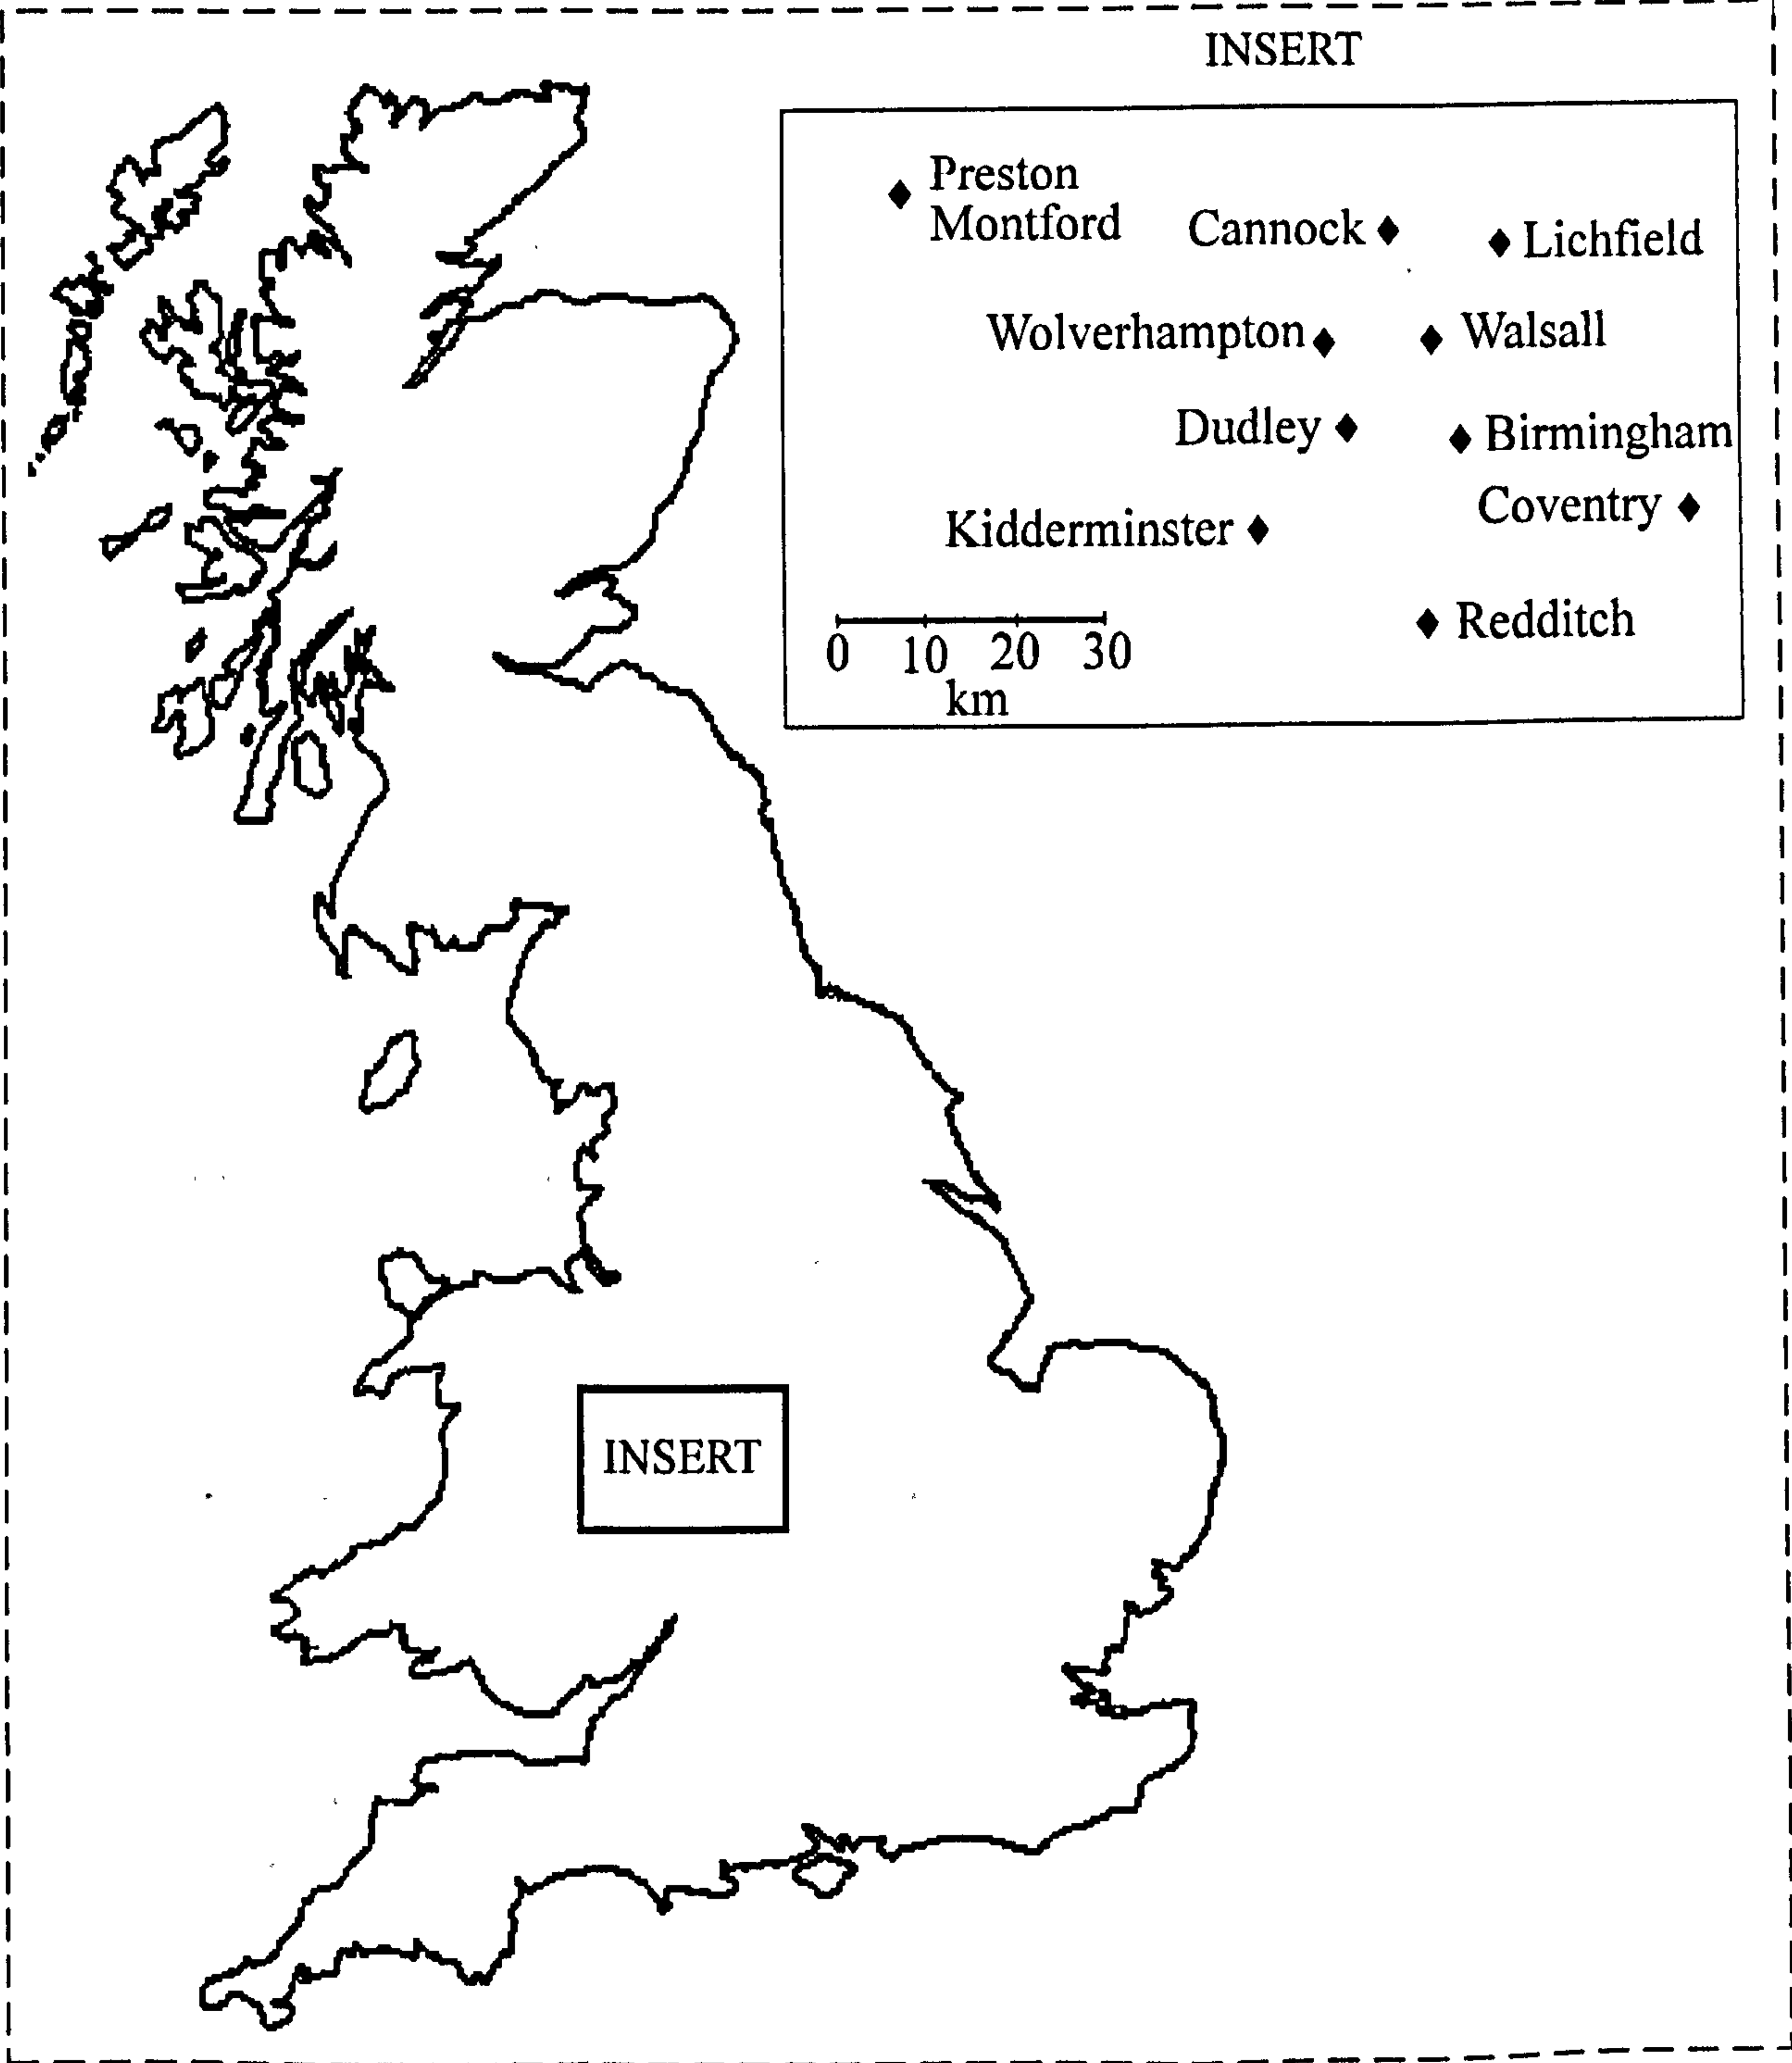 INSERT
Preston
Montford
Cannock
Lichfield
Wolverhampton
Walsall
Dudley
Birmingham
Coventry
Kidderminster
Redditch
0 10 20 30
km
INSERT